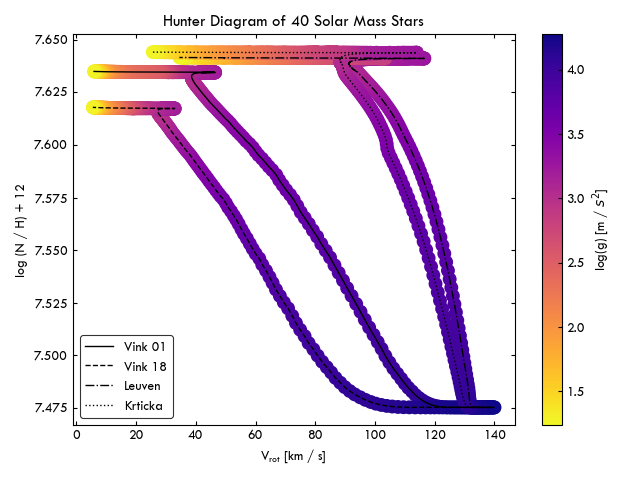 Hunter Diagram of 40 Solar Mass Stars
7.650
7.625
7.600
7.575
7.550
7.525
7.500
7.475
log (N / H) + 12
Vink 01
Vink 18
Leuven
Krticka
0 20 40 60 80 100 120 140
V_rot [km / s]
4.0
3.5
3.0
2.5
2.0
1.5
log(g) [m / s²]